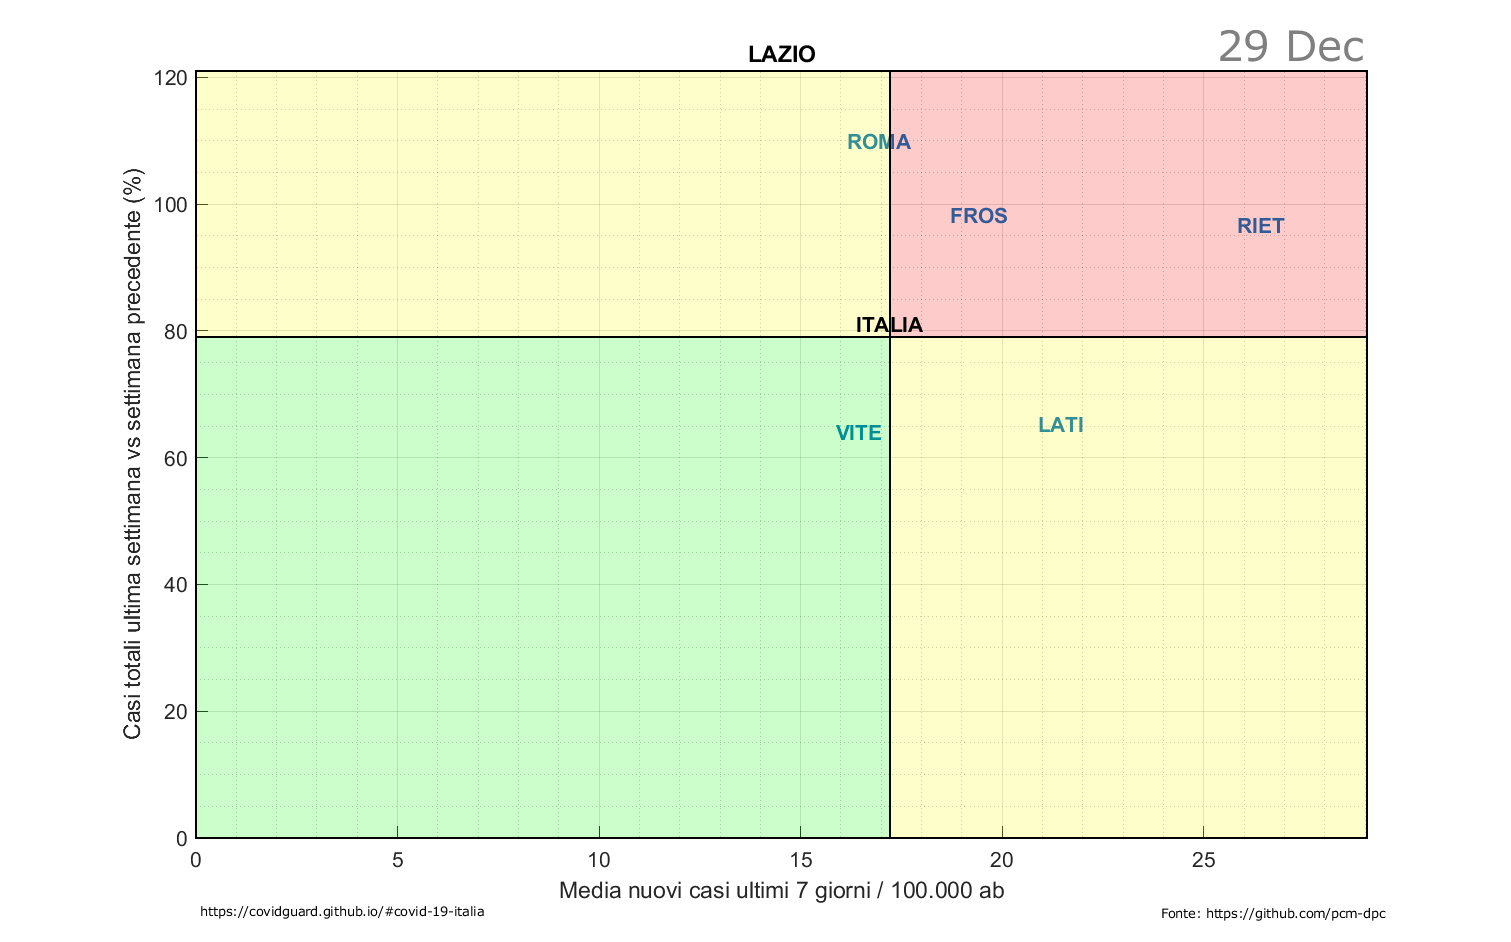 29 Dec
LAZIO
120
100
80
60
40
20
0
Casi totali ultima settimana vs settimana precedente (%)
ROMA
FROS
RIET
ITALIA
VITE
LATI
0 5 10 15 20 25
Media nuovi casi ultimi 7 giorni / 100.000 ab
https://covidguard.github.io/#covid-19-italia
Fonte: https://github.com/pcm-dpc